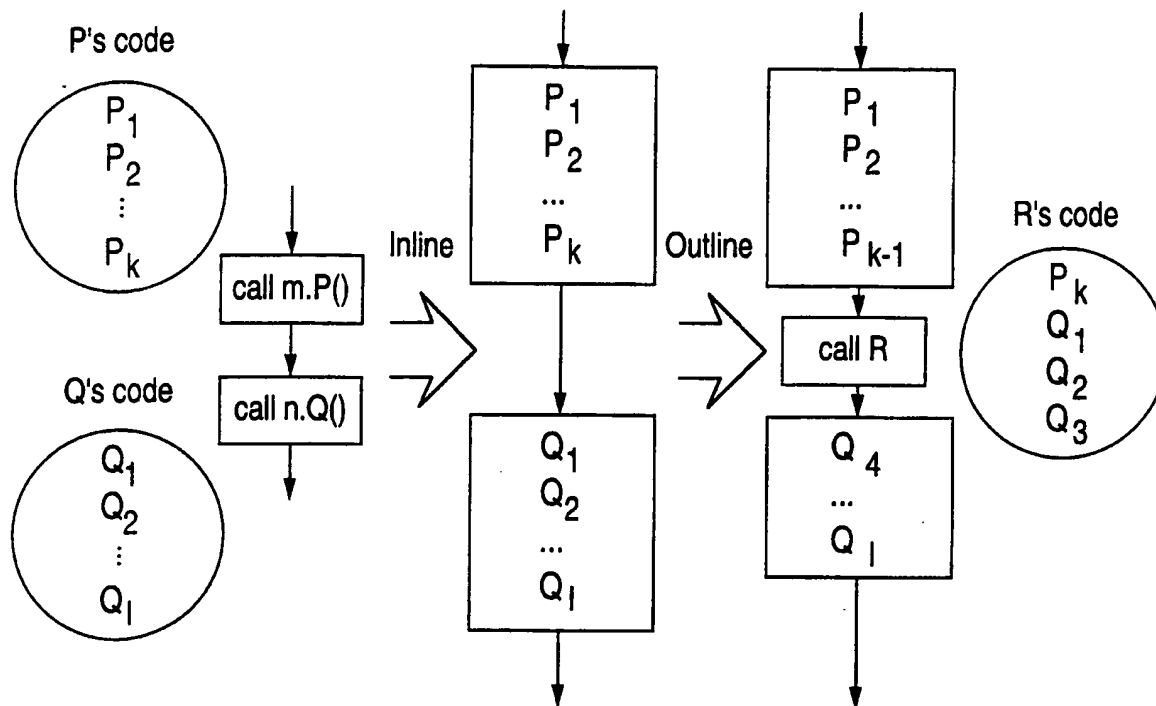 P's code
P1
P2
...
Pk
call m.P()
call n.Q()
Q's code
Q1
Q2
...
Ql
Inline
P1
P2
...
Pk
Q1
Q2
...
Ql
Outline
P1
P2
...
Pk-1
call R
Q4
...
Ql
R's code
Pk
Q1
Q2
Q3